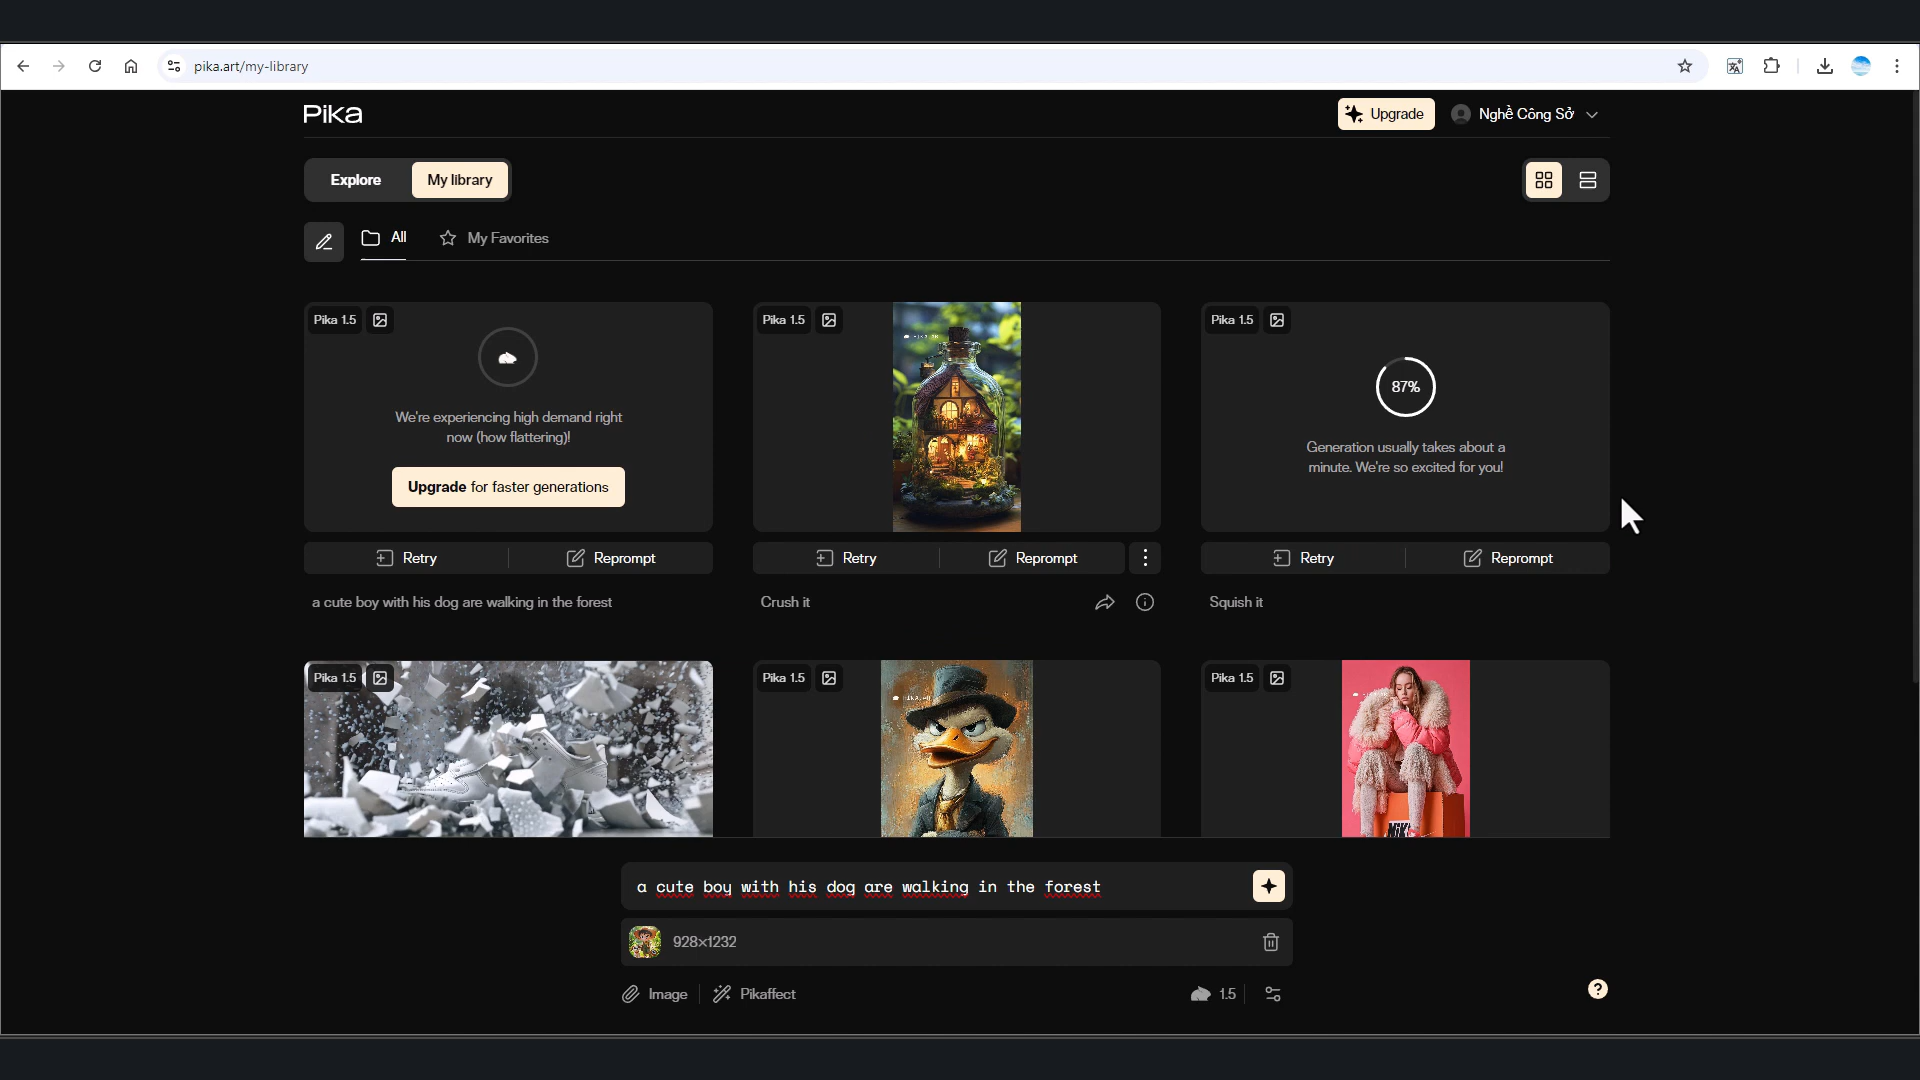 pika.art/my-library
Pika
Upgrade
Nghề Công Sở
Explore
My library
All
My Favorites
Pika 1.5
We're experiencing high demand right
now (how flattering)!
Upgrade for faster generations
Retry
Reprompt
a cute boy with his dog are walking in the forest
Pika 1.5
Retry
Reprompt
Crush it
Pika 1.5
87%
Generation usually takes about a
minute. We're so excited for you!
Retry
Reprompt
Squish it
Pika 1.5
Pika 1.5
PIKA.ART
Pika 1.5
a cute boy with his dog are walking in the forest
928×1232
Image
Pikaffect
1.5
?